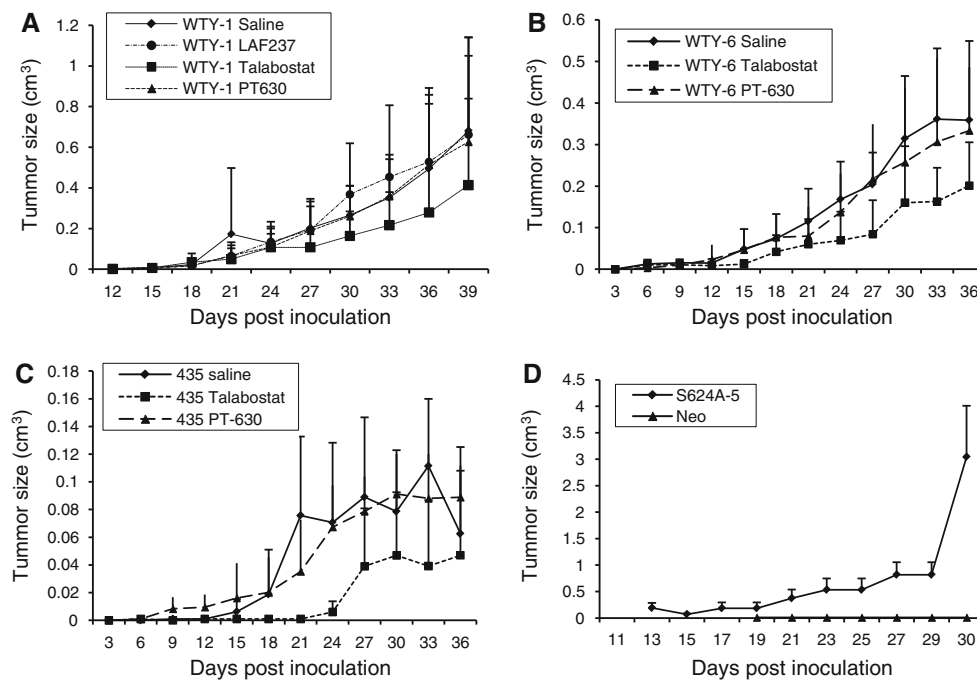 A
WTY-1 Saline
WTY-1 LAF237
WTY-1 Talabostat
WTY-1 PT630
Tummor size (cm³)
1.2
1
0.8
0.6
0.4
0.2
0
12 15 18 21 24 27 30 33 36 39
Days post inoculation
B
WTY-6 Saline
WTY-6 Talabostat
WTY-6 PT-630
Tummor size (cm³)
0.6
0.5
0.4
0.3
0.2
0.1
0
3 6 9 12 15 18 21 24 27 30 33 36
Days post inoculation
C
435 saline
435 Talabostat
435 PT-630
Tummor size (cm³)
0.18
0.16
0.14
0.12
0.1
0.08
0.06
0.04
0.02
0
3 6 9 12 15 18 21 24 27 30 33 36
Days post inoculation
D
S624A-5
Neo
Tummor size (cm³)
4.5
4
3.5
3
2.5
2
1.5
1
0.5
0
11 13 15 17 19 21 23 25 27 29 30
Days post inoculation